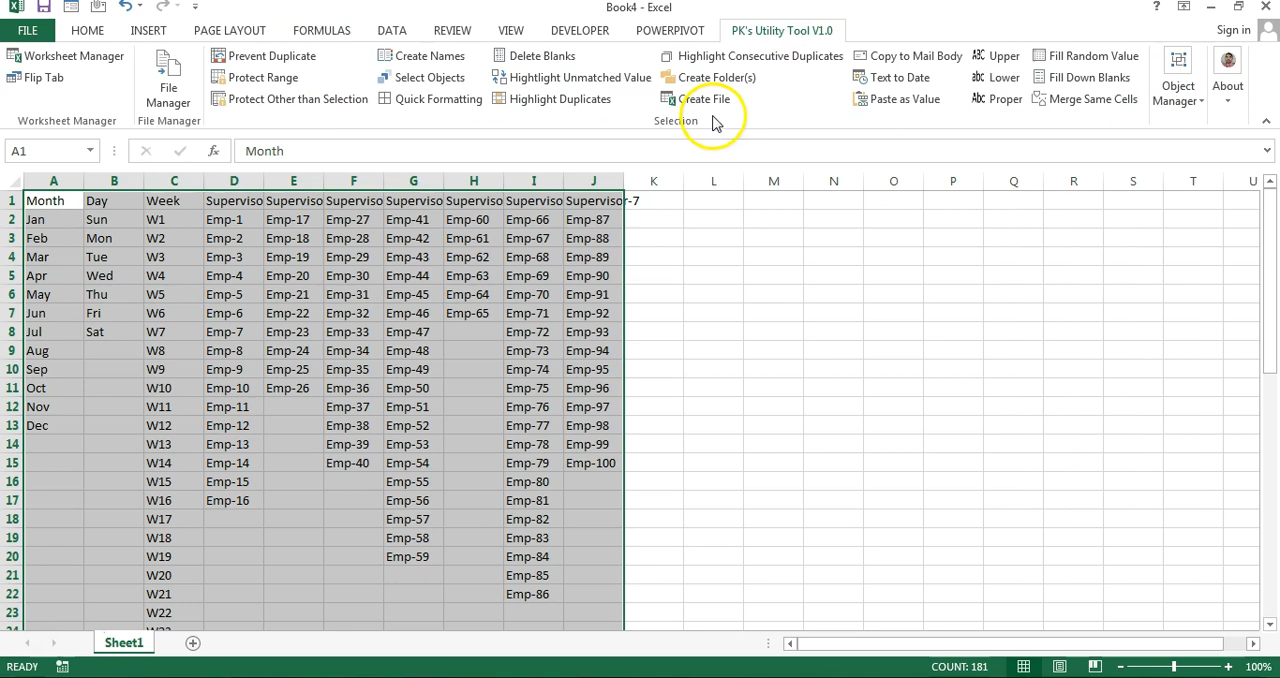 Book4 - Excel
? 
FILE HOME INSERT PAGE LAYOUT FORMULAS DATA REVIEW VIEW DEVELOPER POWERPIVOT PK's Utility Tool V1.0 Sign in
Worksheet Manager Prevent Duplicate Create Names Delete Blanks Highlight Consecutive Duplicates Copy to Mail Body ABC Upper Fill Random Value
Flip Tab File Manager Protect Range Select Objects Hightlight Unmatched Value Create Folder(s) Text to Date ABC Lower Fill Down Blanks Object Manager About
Protect Other than Selection Quick Formatting Highlight Duplicates Create File Paste as Value ABC Proper Merge Same Cells
Worksheet Manager File Manager Selection
A1 fx Month
A B C D E F G H I J K L M N O P Q R S T U
1 Month Day Week Superviso Superviso Superviso Superviso Superviso Superviso Supervisor-7
2 Jan Sun W1 Emp-1 Emp-17 Emp-27 Emp-41 Emp-60 Emp-66 Emp-87
3 Feb Mon W2 Emp-2 Emp-18 Emp-28 Emp-42 Emp-61 Emp-67 Emp-88
4 Mar Tue W3 Emp-3 Emp-19 Emp-29 Emp-43 Emp-62 Emp-68 Emp-89
5 Apr Wed W4 Emp-4 Emp-20 Emp-30 Emp-44 Emp-63 Emp-69 Emp-90
6 May Thu W5 Emp-5 Emp-21 Emp-31 Emp-45 Emp-64 Emp-70 Emp-91
7 Jun Fri W6 Emp-6 Emp-22 Emp-32 Emp-46 Emp-65 Emp-71 Emp-92
8 Jul Sat W7 Emp-7 Emp-23 Emp-33 Emp-47 Emp-72 Emp-93
9 Aug W8 Emp-8 Emp-24 Emp-34 Emp-48 Emp-73 Emp-94
10 Sep W9 Emp-9 Emp-25 Emp-35 Emp-49 Emp-74 Emp-95
11 Oct W10 Emp-10 Emp-26 Emp-36 Emp-50 Emp-75 Emp-96
12 Nov W11 Emp-11 Emp-37 Emp-51 Emp-76 Emp-97
13 Dec W12 Emp-12 Emp-38 Emp-52 Emp-77 Emp-98
14 W13 Emp-13 Emp-39 Emp-53 Emp-78 Emp-99
15 W14 Emp-14 Emp-40 Emp-54 Emp-79 Emp-100
16 W15 Emp-15 Emp-55 Emp-80
17 W16 Emp-16 Emp-56 Emp-81
18 W17 Emp-57 Emp-82
19 W18 Emp-58 Emp-83
20 W19 Emp-59 Emp-84
21 W20 Emp-85
22 W21 Emp-86
23 W22
Sheet1
READY COUNT: 181 100%